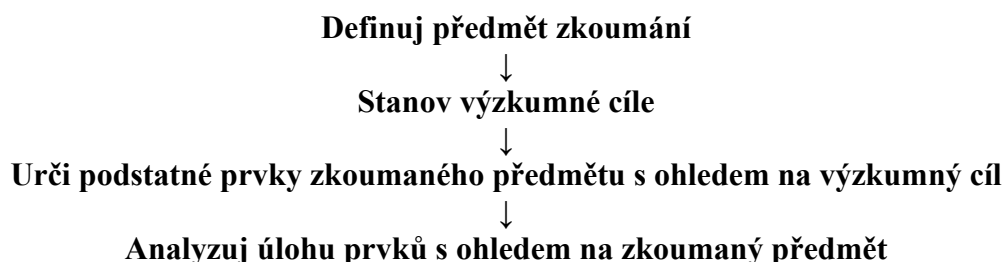 Definuj předmět zkoumání
↓
Stanov výzkumné cíle
↓
Urči podstatné prvky zkoumaného předmětu s ohledem na výzkumný cíl
↓
Analyzuj úlohu prvků s ohledem na zkoumaný předmět